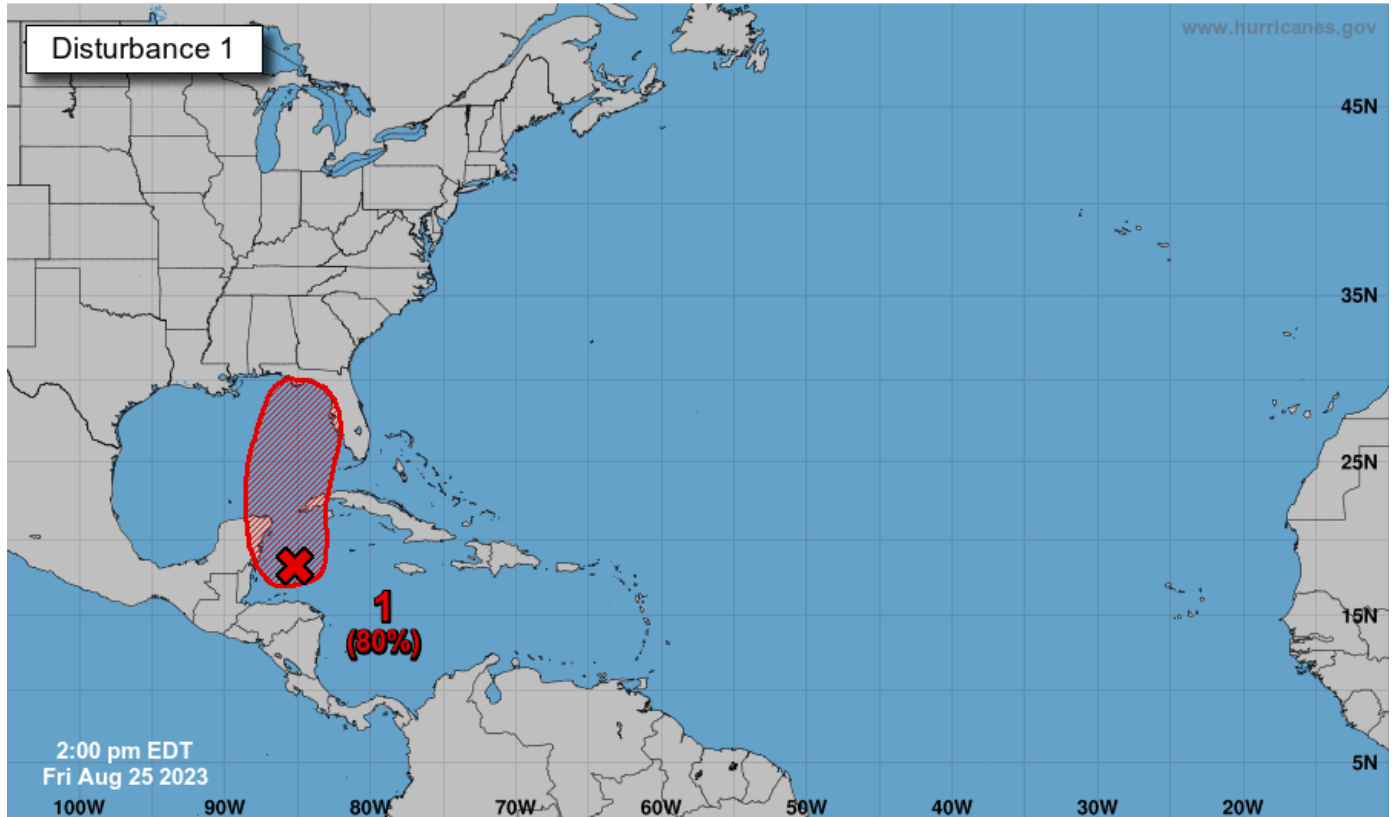 Disturbance 1
www.hurricanes.gov
45N
35N
25N
15N
5N
1
(80%)
2:00 pm EDT
Fri Aug 25 2023
100W 90W 80W 70W 60W 50W 40W 30W 20W